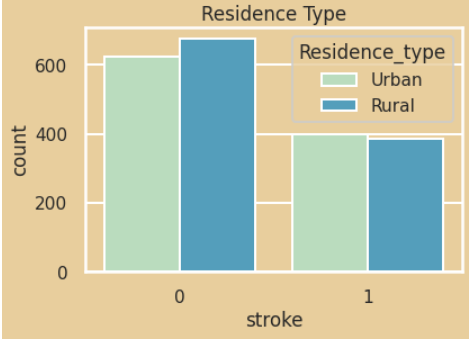 Residence Type
Residence_type
Urban
Rural
count
600
400
200
0
0
1
stroke